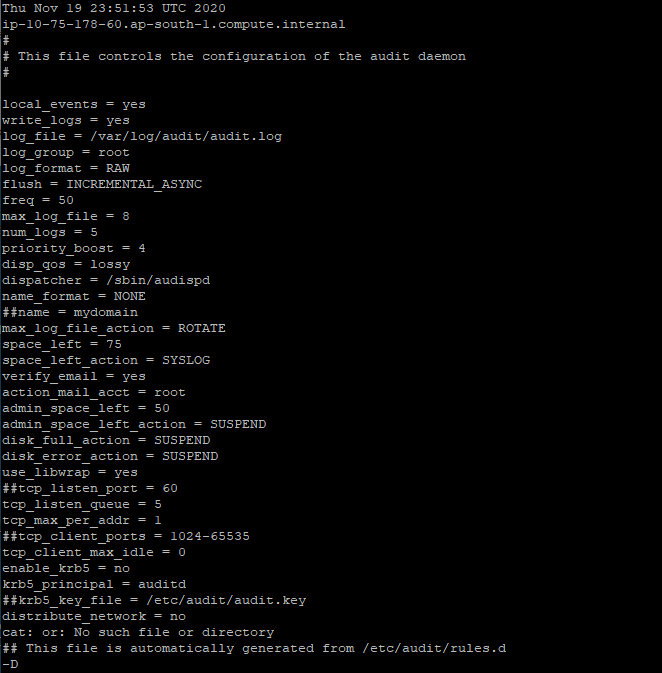 Thu Nov 19 23:51:53 UTC 2020
ip-10-75-178-60.ap-south-1.compute.internal
#
# This file controls the configuration of the audit daemon
#
local_events = yes
write_logs = yes
log_file = /var/log/audit/audit.log
log_group = root
log_format = RAW
flush = INCREMENTAL_ASYNC
freq = 50
max_log_file = 8
num_logs = 5
priority_boost = 4
disp_qos = lossy
dispatcher = /sbin/audispd
name_format = NONE
##name = mydomain
max_log_file_action = ROTATE
space_left = 75
space_left_action = SYSLOG
verify_email = yes
action_mail_acct = root
admin_space_left = 50
admin_space_left_action = SUSPEND
disk_full_action = SUSPEND
disk_error_action = SUSPEND
use_libwrap = yes
##tcp_listen_port = 60
tcp_listen_queue = 5
tcp_max_per_addr = 1
##tcp_client_ports = 1024-65535
tcp_client_max_idle = 0
enable_krb5 = no
krb5_principal = auditd
##krb5_key_file = /etc/audit/audit.key
distribute_network = no
cat: or: No such file or directory
## This file is automatically generated from /etc/audit/rules.d
-D